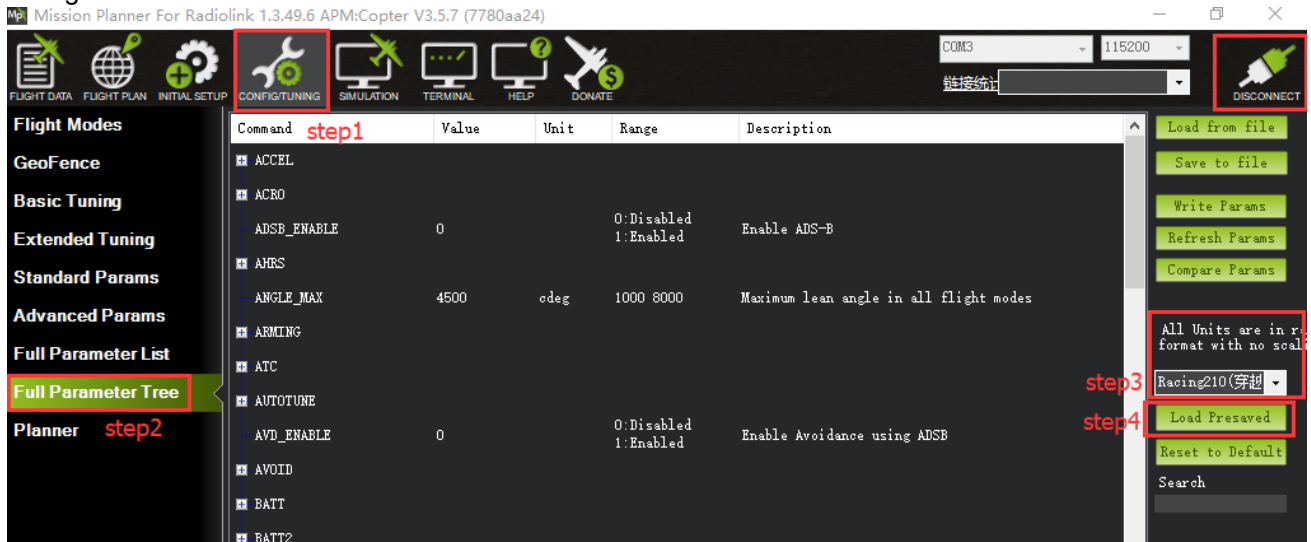 Mission Planner For Radiolink 1.3.49.6 APM:Copter V3.5.7 (7780aa24)
FLIGHT DATA FLIGHT PLAN INITIAL SETUP CONFIG/TUNING SIMULATION TERMINAL HELP DONATE
COM3 115200
链接统计
DISCONNECT
Flight Modes
GeoFence
Basic Tuning
Extended Tuning
Standard Params
Advanced Params
Full Parameter List
Full Parameter Tree
Planner step2
Command step1 Value Unit Range Description
ACCEL
ACRO
ADSB_ENABLE 0 0:Disabled 1:Enabled Enable ADS-B
AHRS
ANGLE_MAX 4500 cdeg 1000 8000 Maximum lean angle in all flight modes
ARMING
ATC
AUTOTUNE
AVD_ENABLE 0 0:Disabled 1:Enabled Enable Avoidance using ADSB
AVOID
BATT
BATT2
Load from file
Save to file
Write Params
Refresh Params
Compare Params
All Units are in r
format with no scal
step3 Racing210(穿越
step4 Load Presaved
Reset to Default
Search